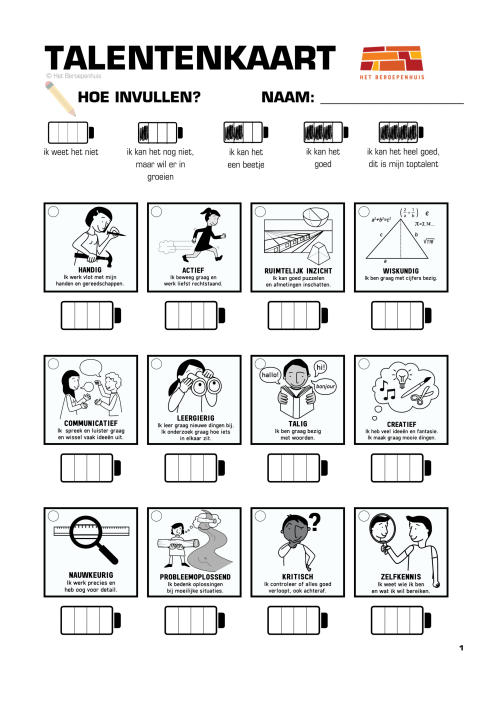 TALENTENKAART
© Het Beroepenhuis
HET BEROEPENHUIS
HOE INVULLEN? NAAM:
ik weet het niet
ik kan het nog niet,
maar wil er in
groeien
ik kan het
een beetje
ik kan het
goed
ik kan het heel goed,
dit is mijn toptalent
HANDIG
Ik werk vlot met mijn
handen en gereedschappen.
ACTIEF
Ik beweeg graag en
werk liefst rechtstaand.
RUIMTELIJK INZICHT
Ik kan goed puzzelen
en afmetingen inschatten.
a²+b²=c²
€
π=3,14...
c
b
a
WISKUNDIG
Ik ben graag met cijfers bezig.
COMMUNICATIEF
Ik spreek en luister graag
en wissel vaak ideeën uit.
LEERGIERIG
Ik leer graag nieuwe dingen bij.
Ik onderzoek graag hoe iets
in elkaar zit.
hallo!
hi!
bonjour
TALIG
Ik ben graag bezig
met woorden.
CREATIEF
Ik heb veel ideeën en fantasie.
Ik maak graag mooie dingen.
NAUWKEURIG
Ik werk precies en
heb oog voor detail.
PROBLEEMOPLOSSEND
Ik bedenk oplossingen
bij moeilijke situaties.
?
KRITISCH
Ik controleer of alles goed
verloopt, ook achteraf.
ZELFKENNIS
Ik weet wie ik ben
en wat ik wil bereiken.
1